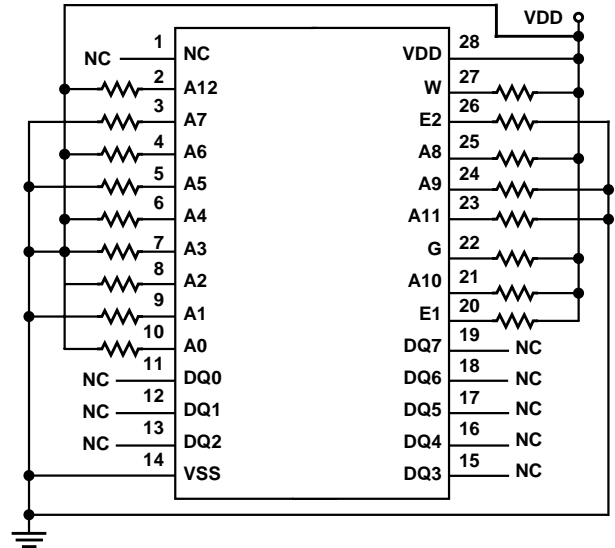 VDD
NC 1 NC
2 A12
3 A7
4 A6
5 A5
6 A4
7 A3
8 A2
9 A1
10 A0
NC 11 DQ0
NC 12 DQ1
NC 13 DQ2
14 VSS
VDD 28
W 27
E2 26
A8 25
A9 24
A11 23
G 22
A10 21
E1 20
DQ7 19 NC
DQ6 18 NC
DQ5 17 NC
DQ4 16 NC
DQ3 15 NC